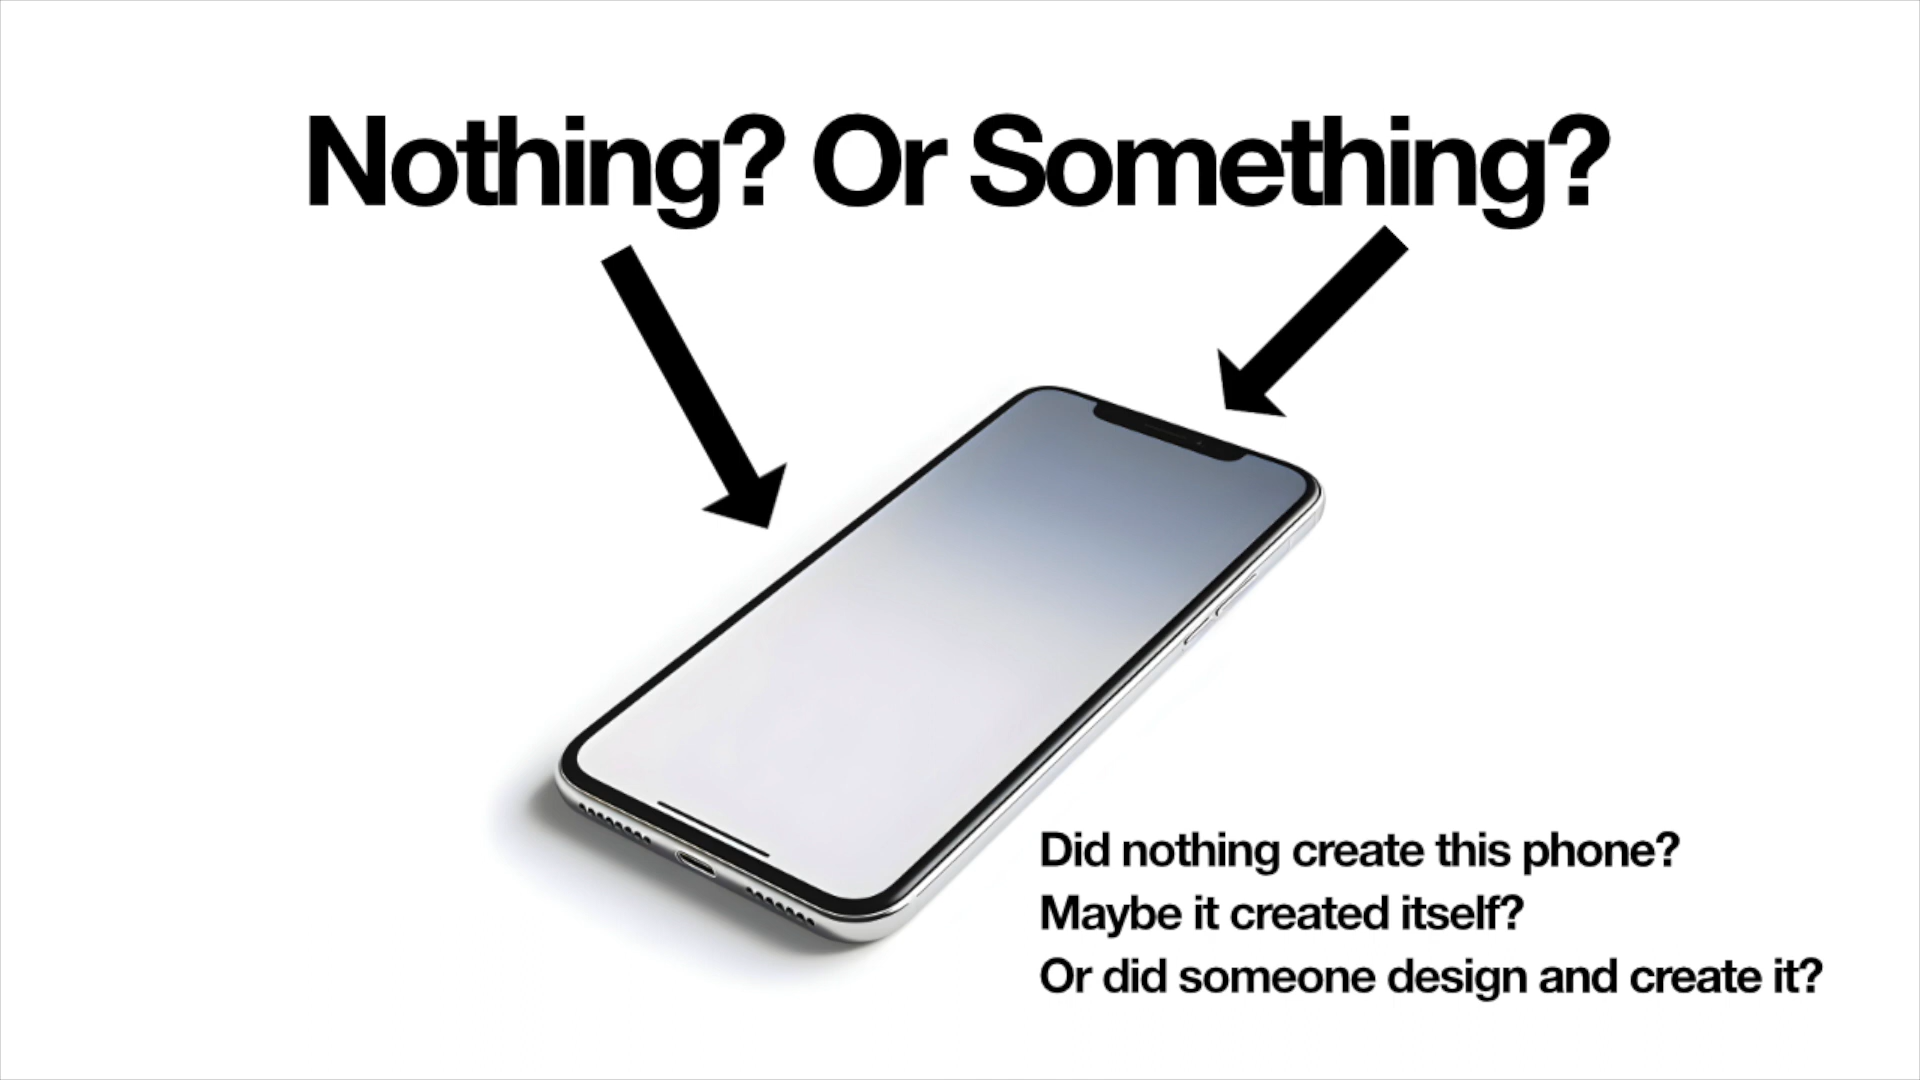 Nothing? Or Something?
Did nothing create this phone?
Maybe it created itself?
Or did someone design and create it?